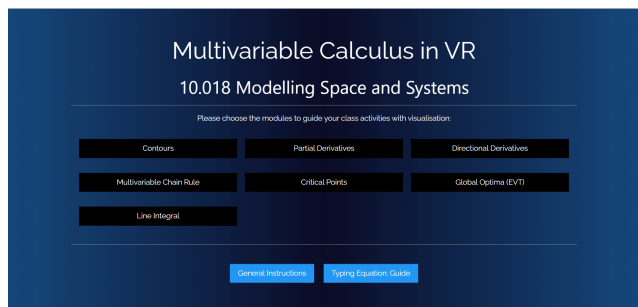 Multivariable Calculus in VR
10.018 Modelling Space and Systems
Please choose the modules to guide your class activities with visualisation:
Contours
Partial Derivatives
Directional Derivatives
Multivariable Chain Rule
Critical Points
Global Optima (EVT)
Line Integral
General Instructions
Typing Equation: Guide